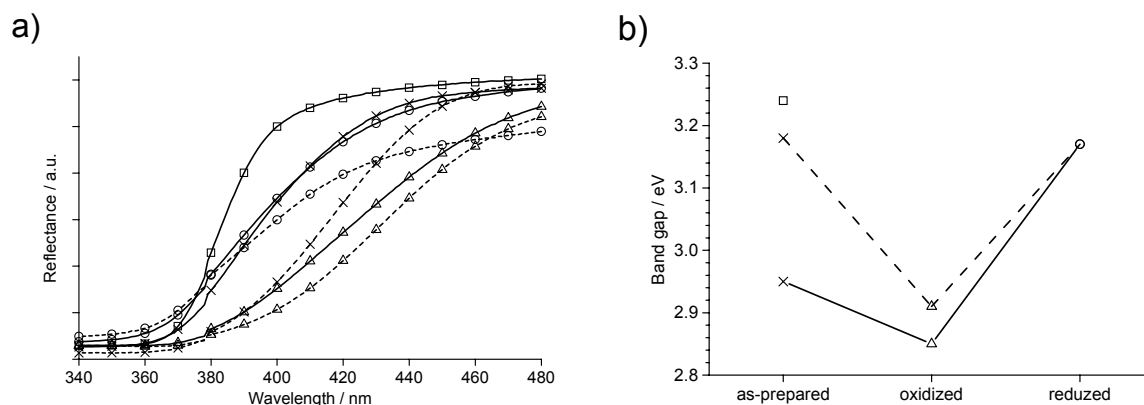 a)
Reflectance / a.u.
340 360 380 400 420 440 460 480
Wavelength / nm
b)
Band gap / eV
3.3
3.2
3.1
3.0
2.9
2.8
as-prepared oxidized reduzed